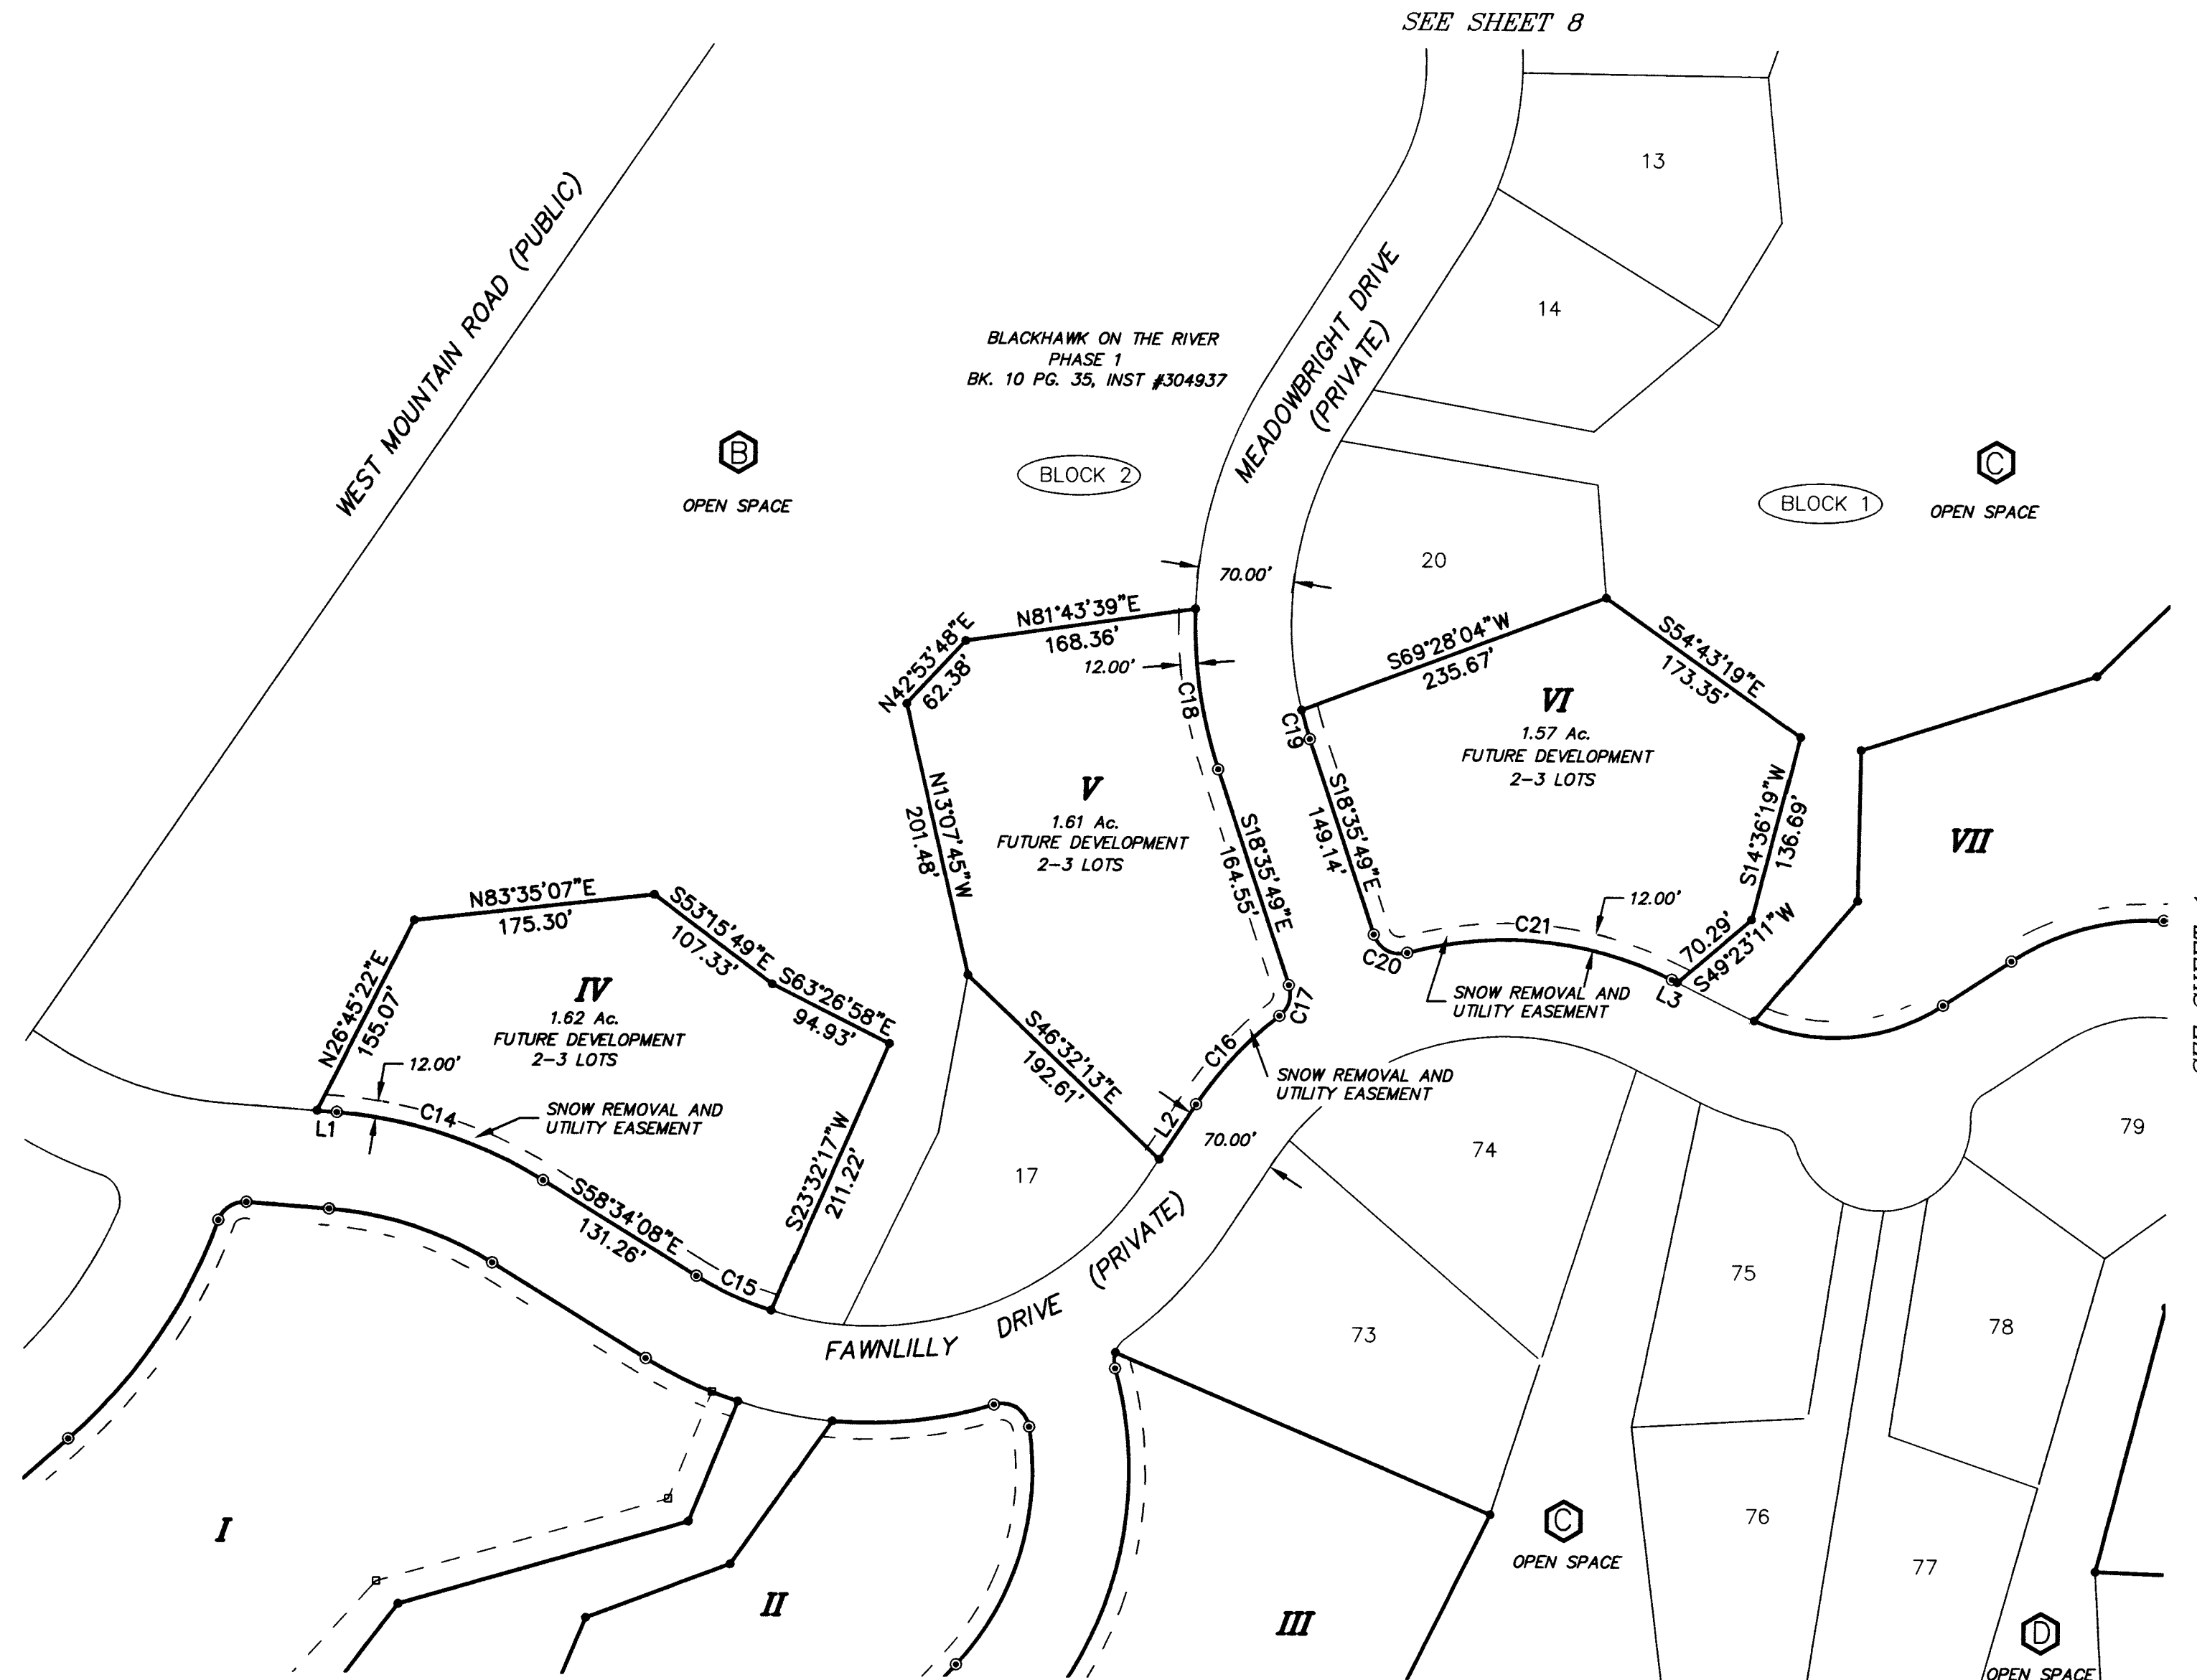 SEE SHEET 8
WEST MOUNTAIN ROAD (PUBLIC)
13
14
MEADOWBRIGHT DRIVE
(PRIVATE)
BLACKHAWK ON THE RIVER
PHASE 1
BK. 10 PG. 35, INST #304937
B
OPEN SPACE
BLOCK 2
C
OPEN SPACE
BLOCK 1
20
70.00'
N81°43'39"E
168.36'
N42°53'48"E
62.38'
12.00'
C18
N13°07'45"W
201.48'
V
1.61 Ac.
FUTURE DEVELOPMENT
2-3 LOTS
S18°35'49"E
164.55'
C17
C16
L2
S46°32'13"E
192.61'
SNOW REMOVAL AND
UTILITY EASEMENT
70.00'
S69°28'04"W
235.67'
S54°43'19"E
173.35'
C19
VI
1.57 Ac.
FUTURE DEVELOPMENT
2-3 LOTS
S18°35'49"E
149.14'
S14°36'19"W
136.69'
12.00'
C21
C20
70.29'
S49°23'11"W
L3
SNOW REMOVAL AND
UTILITY EASEMENT
VII
N83°35'07"E
175.30'
S53°15'49"E
107.33'
S63°26'58"E
94.93'
N26°45'22"E
155.07'
IV
1.62 Ac.
FUTURE DEVELOPMENT
2-3 LOTS
12.00'
L1
C14
SNOW REMOVAL AND
UTILITY EASEMENT
S58°34'08"E
131.26'
C15
S23°32'17"W
211.22'
17
FAWNLILLY DRIVE (PRIVATE)
74
79
75
73
78
76
77
I
II
III
C
OPEN SPACE
D
OPEN SPACE